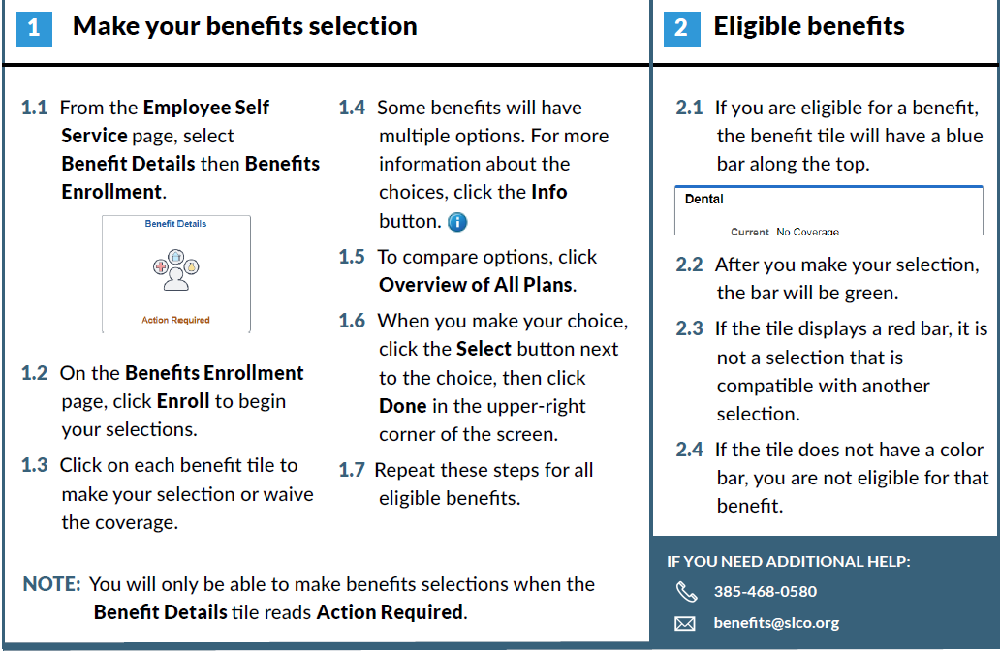 1 Make your benefits selection
1.1 From the Employee Self
Service page, select
Benefit Details then Benefits
Enrollment.
Benefit Details
Action Required
1.2 On the Benefits Enrollment
page, click Enroll to begin
your selections.
1.3 Click on each benefit tile to
make your selection or waive
the coverage.
1.4 Some benefits will have
multiple options. For more
information about the
choices, click the Info
button. i
1.5 To compare options, click
Overview of All Plans.
1.6 When you make your choice,
click the Select button next
to the choice, then click
Done in the upper-right
corner of the screen.
1.7 Repeat these steps for all
eligible benefits.
NOTE: You will only be able to make benefits selections when the
Benefit Details tile reads Action Required.
2 Eligible benefits
2.1 If you are eligible for a benefit,
the benefit tile will have a blue
bar along the top.
Dental
Current No Coverage
2.2 After you make your selection,
the bar will be green.
2.3 If the tile displays a red bar, it is
not a selection that is
compatible with another
selection.
2.4 If the tile does not have a color
bar, you are not eligible for that
benefit.
IF YOU NEED ADDITIONAL HELP:
385-468-0580
benefits@slco.org